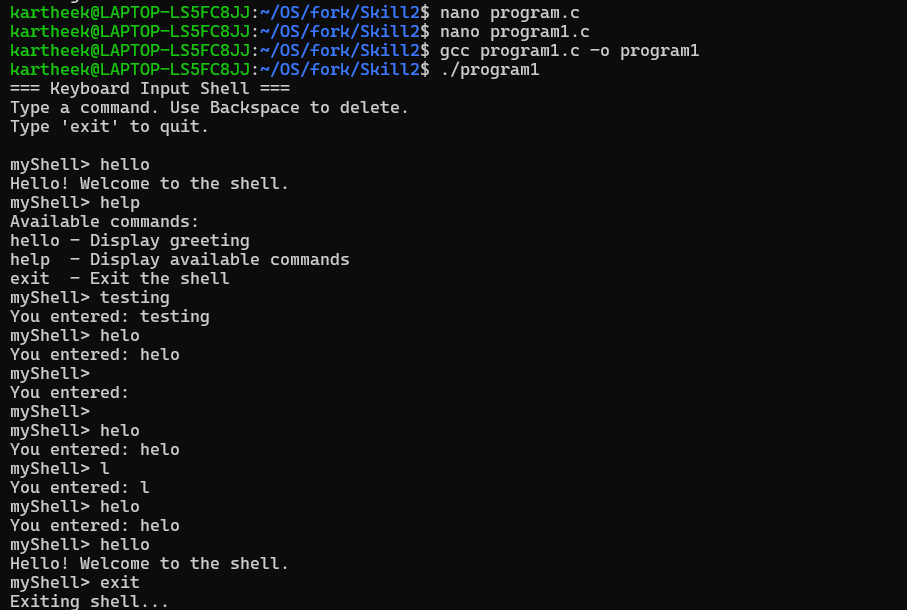 kartheek@LAPTOP-LS5FC8JJ:~/OS/fork/Skill2$ nano program.c
kartheek@LAPTOP-LS5FC8JJ:~/OS/fork/Skill2$ nano program1.c
kartheek@LAPTOP-LS5FC8JJ:~/OS/fork/Skill2$ gcc program1.c -o program1
kartheek@LAPTOP-LS5FC8JJ:~/OS/fork/Skill2$ ./program1
=== Keyboard Input Shell ===
Type a command. Use Backspace to delete.
Type 'exit' to quit.

myShell> hello
Hello! Welcome to the shell.
myShell> help
Available commands:
hello - Display greeting
help  - Display available commands
exit  - Exit the shell
myShell> testing
You entered: testing
myShell> helo
You entered: helo
myShell>
You entered:
myShell>
myShell> helo
You entered: helo
myShell> l
You entered: l
myShell> helo
You entered: helo
myShell> hello
Hello! Welcome to the shell.
myShell> exit
Exiting shell...